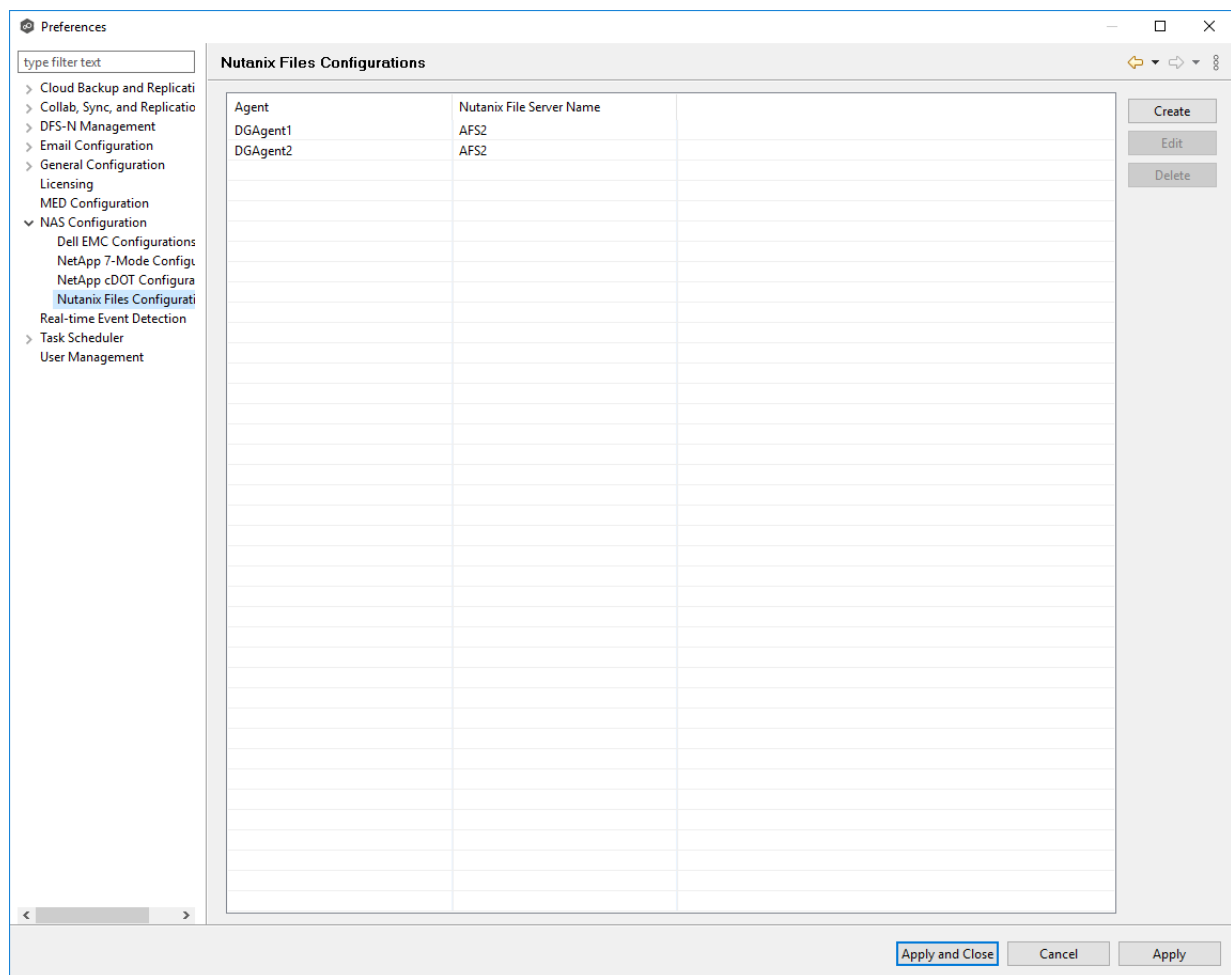 Preferences
type filter text
Cloud Backup and Replicati
Collab, Sync, and Replicatio
DFS-N Management
Email Configuration
General Configuration
Licensing
MED Configuration
NAS Configuration
Dell EMC Configurations
NetApp 7-Mode Configu
NetApp cDOT Configura
Nutanix Files Configurati
Real-time Event Detection
Task Scheduler
User Management
Nutanix Files Configurations
Agent Nutanix File Server Name
DGAgent1 AFS2
DGAgent2 AFS2
Create
Edit
Delete
Apply and Close Cancel Apply